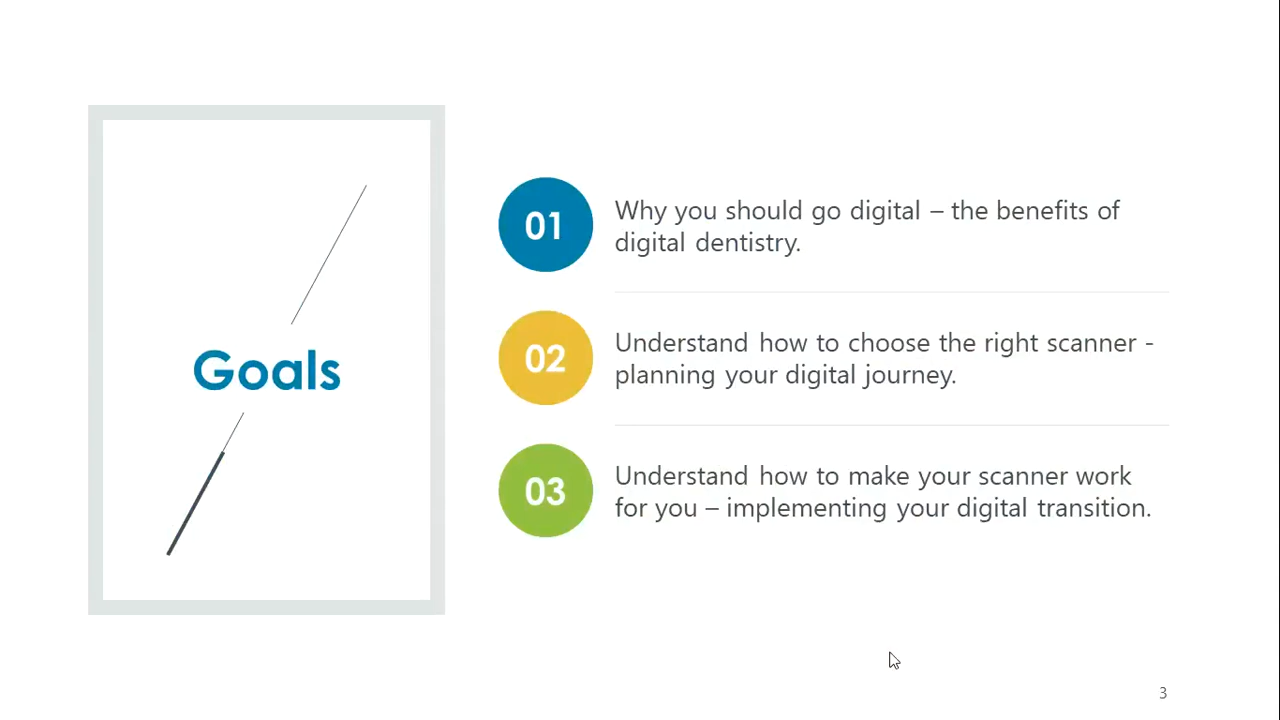 Goals
01
Why you should go digital – the benefits of
digital dentistry.
02
Understand how to choose the right scanner -
planning your digital journey.
03
Understand how to make your scanner work
for you – implementing your digital transition.
3